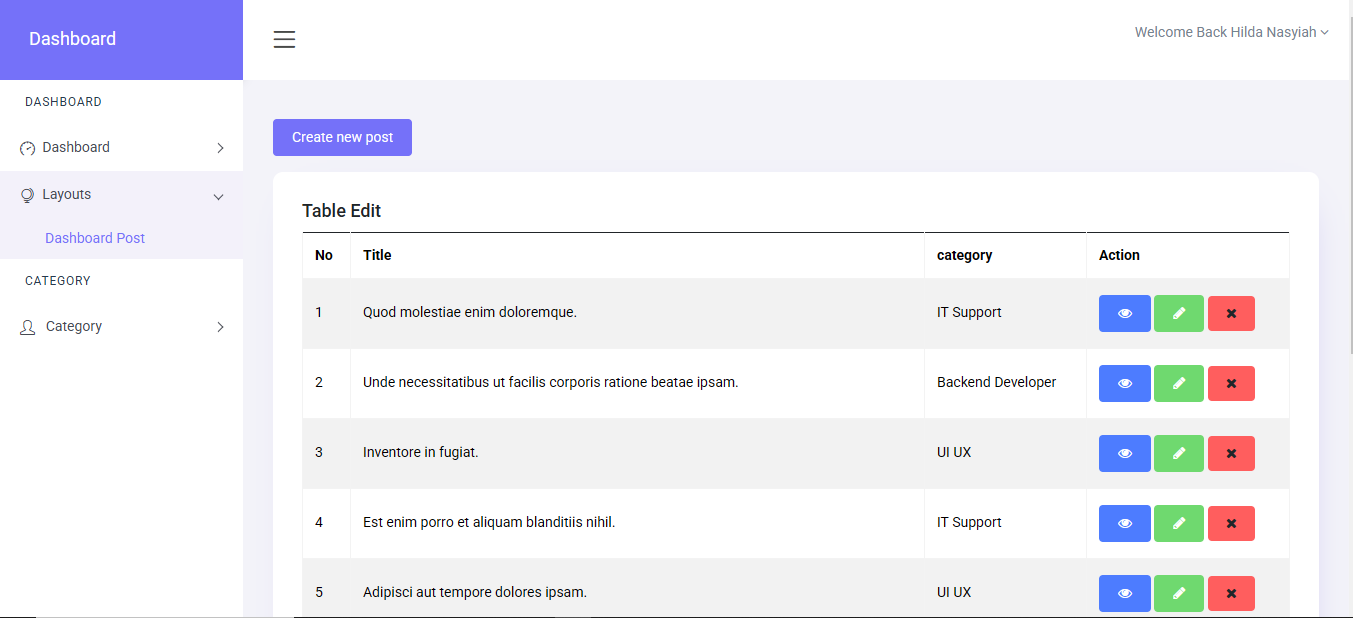 Dashboard
Welcome Back Hilda Nasyiah
DASHBOARD
Dashboard
Layouts
Dashboard Post
CATEGORY
Category
Create new post
Table Edit
No Title category Action
1 Quod molestiae enim doloremque. IT Support
2 Unde necessitatibus ut facilis corporis ratione beatae ipsam. Backend Developer
3 Inventore in fugiat. UI UX
4 Est enim porro et aliquam blanditiis nihil. IT Support
5 Adipisci aut tempore dolores ipsam. UI UX